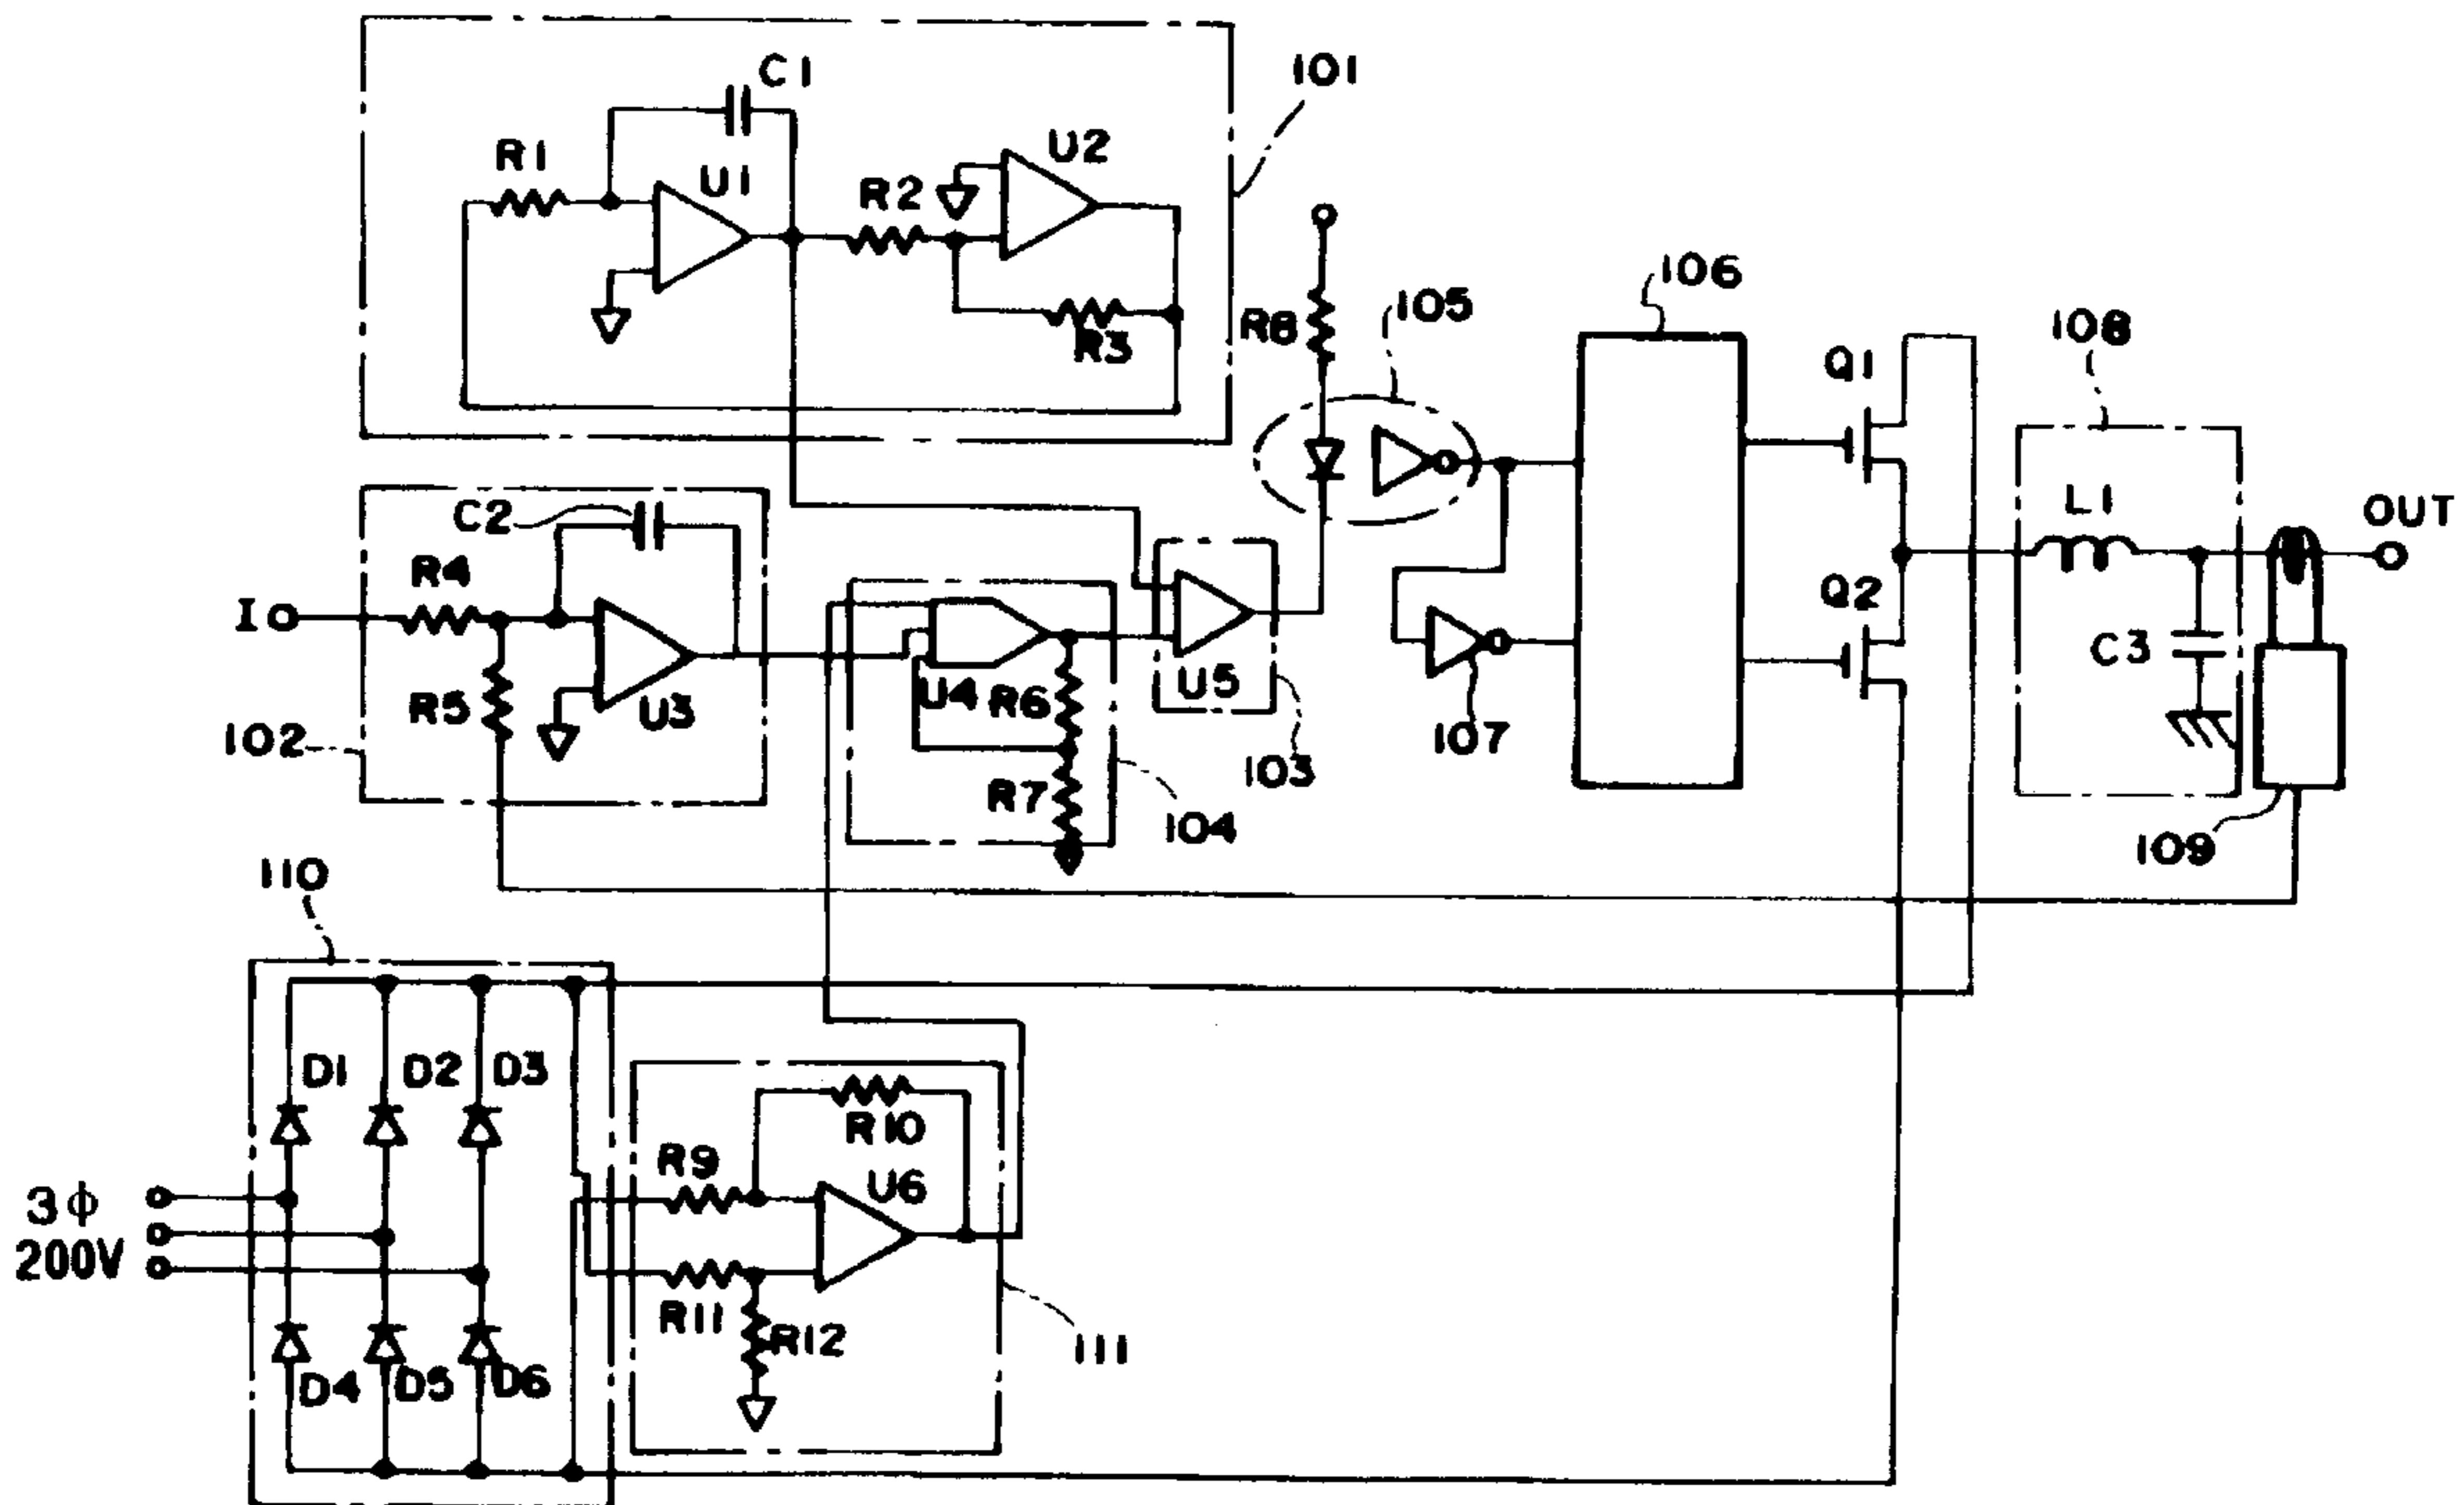 C1
101
R1
U1
R2
U2
R3
R8
105
106
108
Q1
C2
L1
OUT
R4
I
Q2
R5
U3
U4
R6
U5
C3
102
107
103
R7
104
109
110
D1
D2
D3
R10
R9
U6
3φ
200V
R11
R12
111
D4
D5
D6